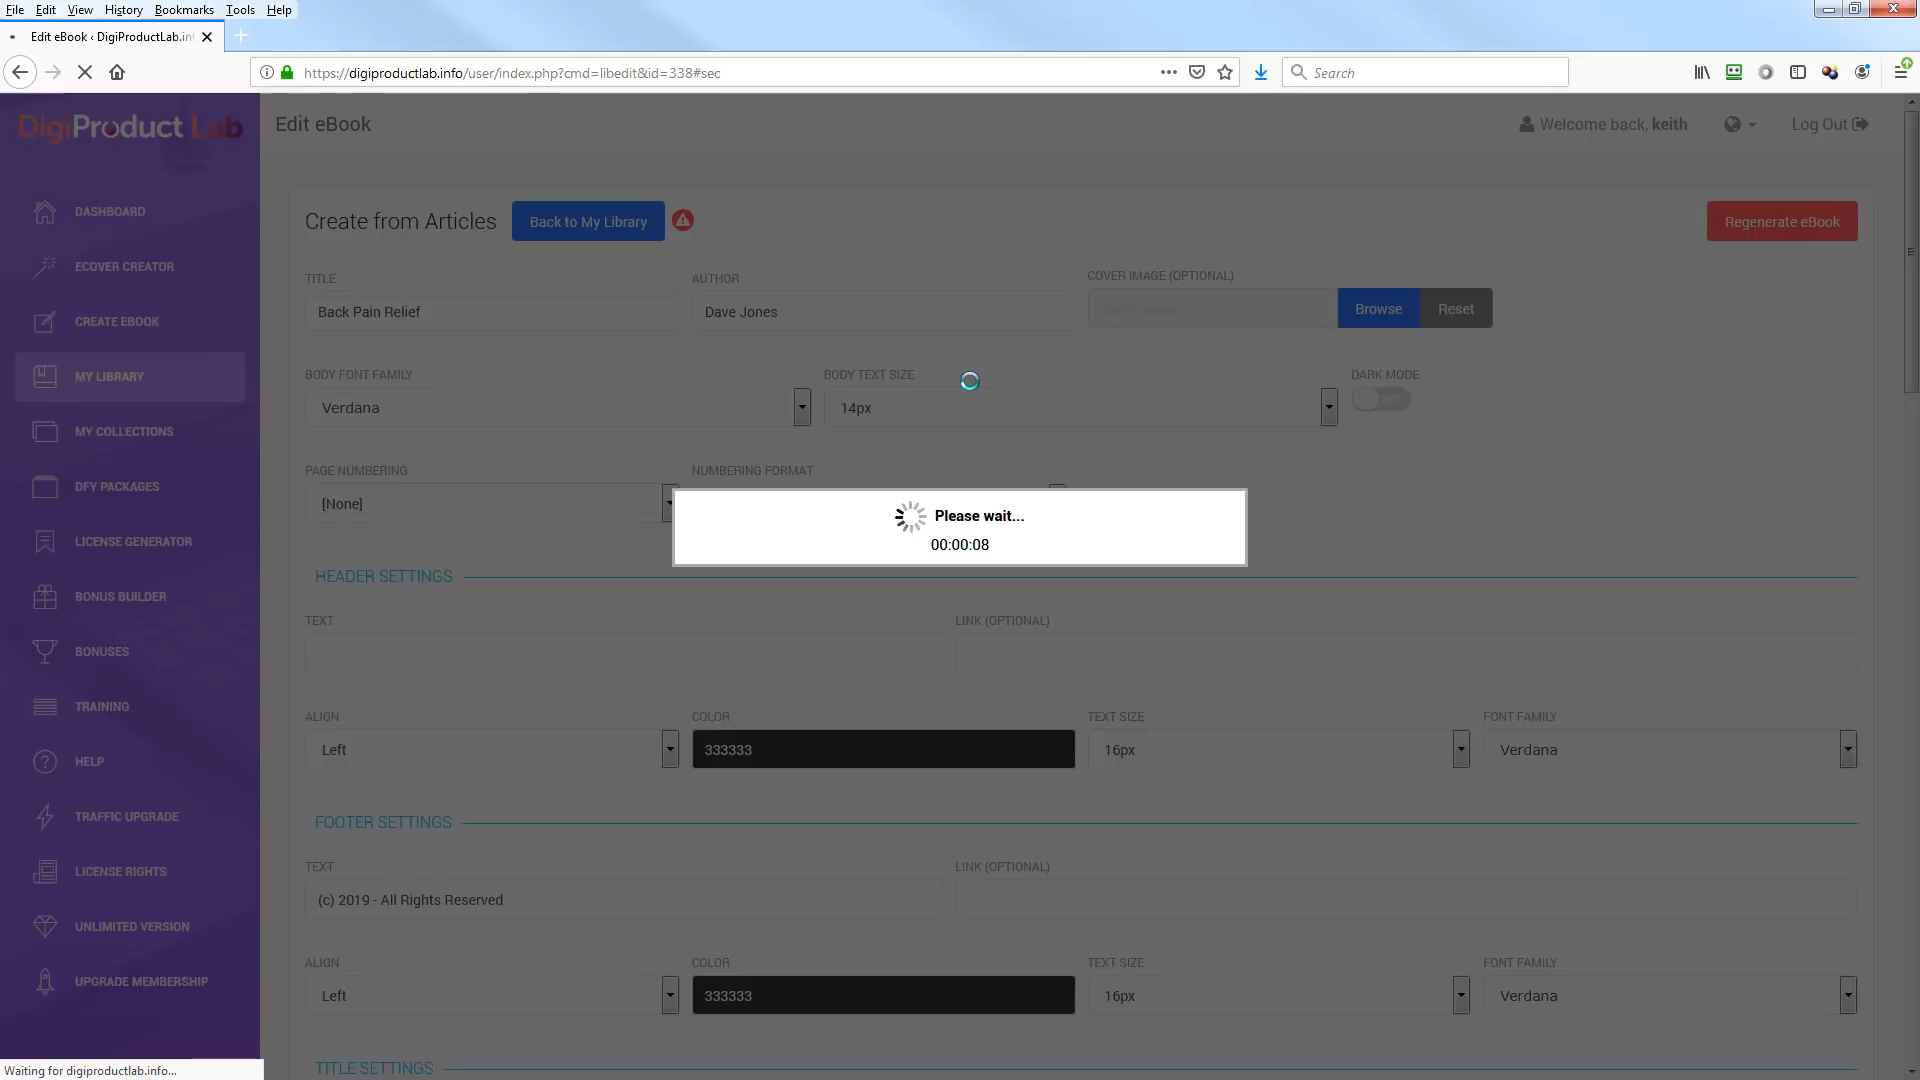 File Edit View History Bookmarks Tools Help
Edit eBook ‹ DigiProductLab.inf
https://digiproductlab.info/user/index.php?cmd=libedit&id=338#sec
Search
DigiProduct Lab
Edit eBook
Welcome back, keith
Log Out
DASHBOARD
ECOVER CREATOR
CREATE EBOOK
MY LIBRARY
MY COLLECTIONS
DFY PACKAGES
LICENSE GENERATOR
BONUS BUILDER
BONUSES
TRAINING
HELP
TRAFFIC UPGRADE
LICENSE RIGHTS
UNLIMITED VERSION
UPGRADE MEMBERSHIP
Create from Articles Back to My Library Regenerate eBook
TITLE AUTHOR COVER IMAGE (OPTIONAL)
Back Pain Relief Dave Jones Browse Reset
BODY FONT FAMILY BODY TEXT SIZE DARK MODE
Verdana 14px
PAGE NUMBERING NUMBERING FORMAT
[None]
Please wait...
00:00:08
HEADER SETTINGS
TEXT LINK (OPTIONAL)
ALIGN COLOR TEXT SIZE FONT FAMILY
Left 333333 16px Verdana
FOOTER SETTINGS
TEXT LINK (OPTIONAL)
(c) 2019 - All Rights Reserved
ALIGN COLOR TEXT SIZE FONT FAMILY
Left 333333 16px Verdana
TITLE SETTINGS
Waiting for digiproductlab.info...